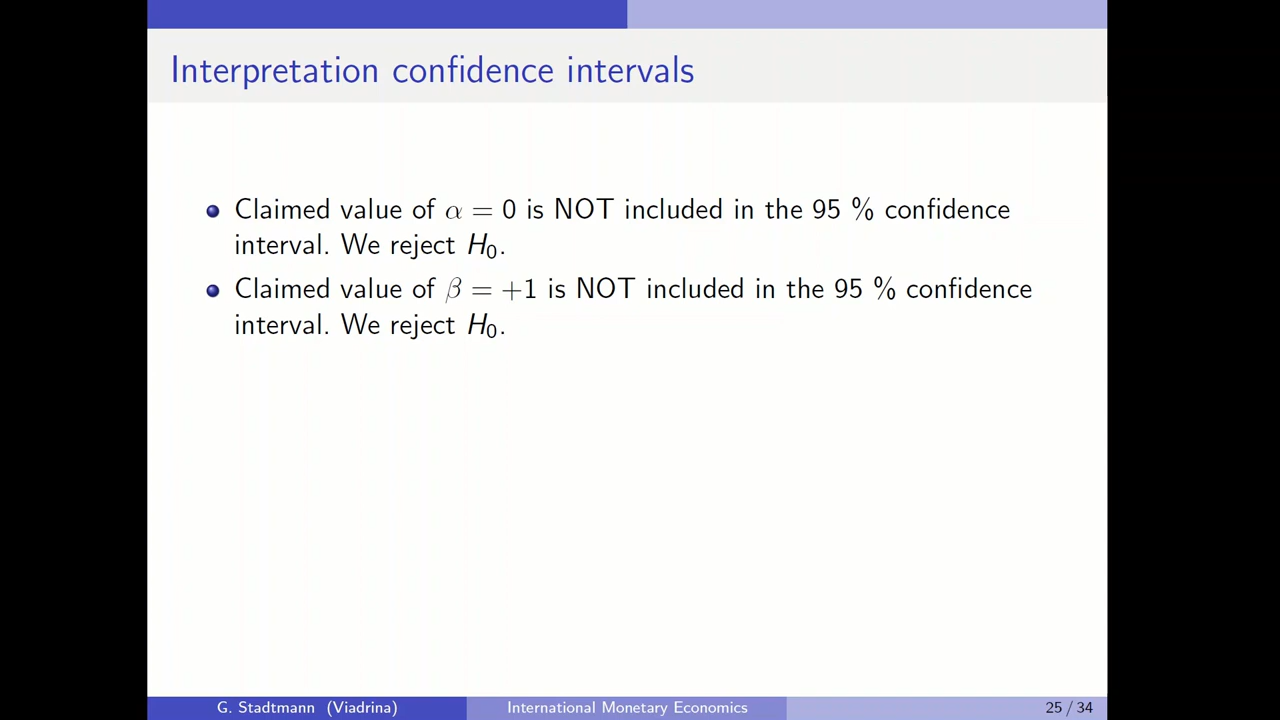 Interpretation confidence intervals
Claimed value of α = 0 is NOT included in the 95 % confidence
interval. We reject H₀.
Claimed value of β = +1 is NOT included in the 95 % confidence
interval. We reject H₀.
G. Stadtmann (Viadrina) International Monetary Economics 25 / 34